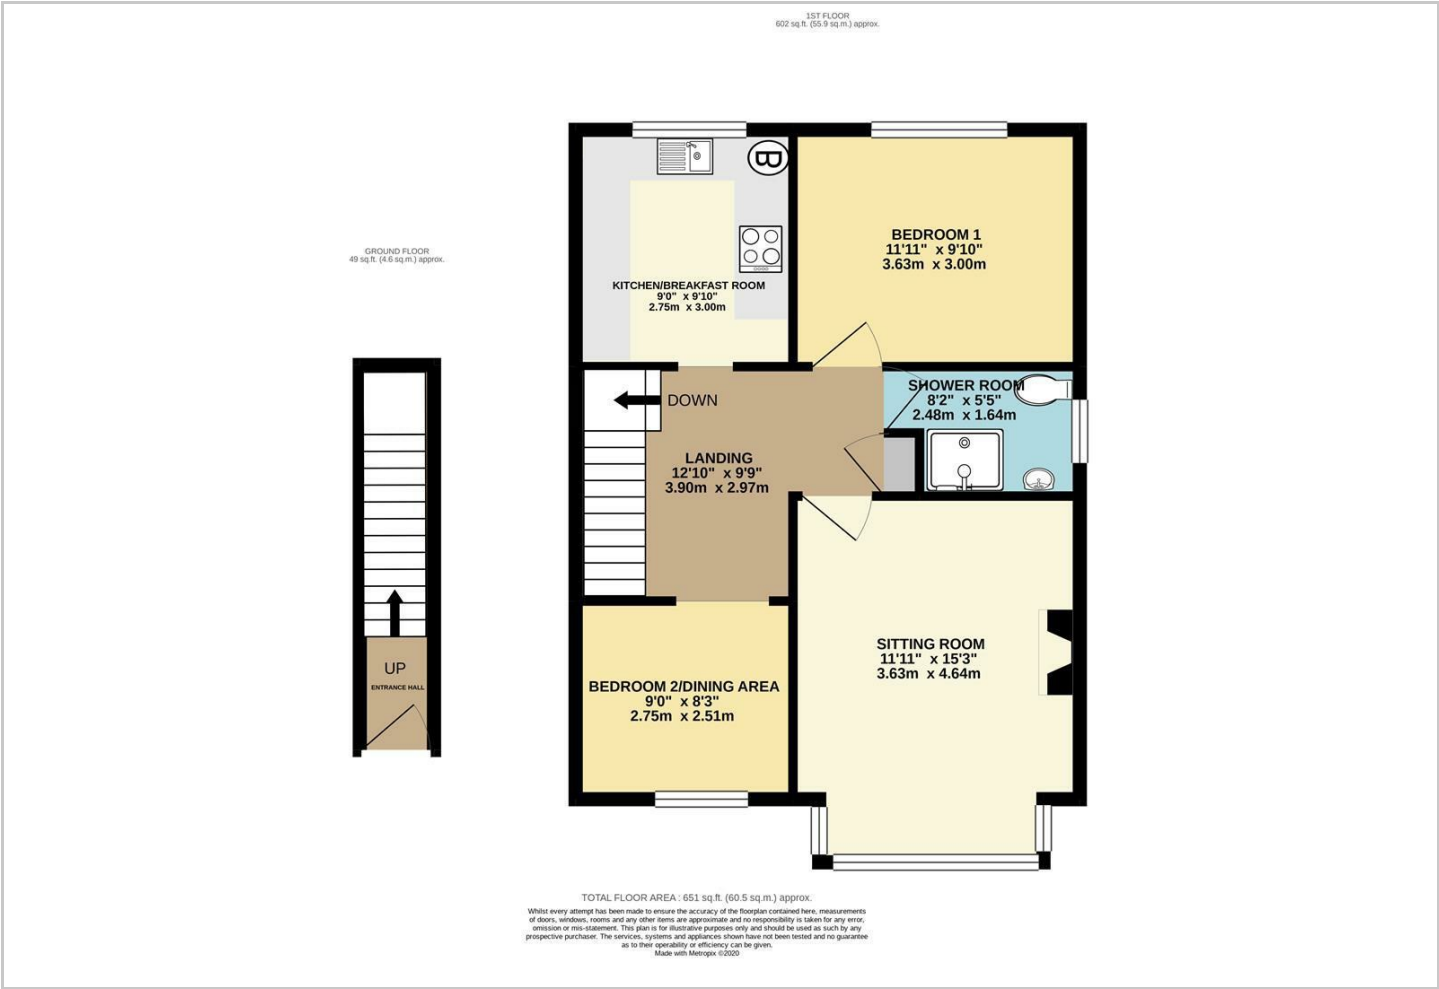 1ST FLOOR
602 sq.ft. (55.9 sq.m.) approx.
GROUND FLOOR
49 sq.ft. (4.6 sq.m.) approx.
B
BEDROOM 1
11'11" x 9'10"
3.63m x 3.00m
KITCHEN/BREAKFAST ROOM
9'0" x 9'10"
2.75m x 3.00m
SHOWER ROOM
8'2" x 5'5"
2.48m x 1.64m
DOWN
LANDING
12'10" x 9'9"
3.90m x 2.97m
SITTING ROOM
11'11" x 15'3"
3.63m x 4.64m
UP
ENTRANCE HALL
BEDROOM 2/DINING AREA
9'0" x 8'3"
2.75m x 2.51m
TOTAL FLOOR AREA : 651 sq.ft. (60.5 sq.m.) approx.
Whilst every attempt has been made to ensure the accuracy of the floorplan contained here, measurements
of doors, windows, rooms and any other items are approximate and no responsibility is taken for any error,
omission or mis-statement. This plan is for illustrative purposes only and should be used as such by any
prospective purchaser. The services, systems and appliances shown have not been tested and no guarantee
as to their operability or efficiency can be given.
Made with Metropix ©2020